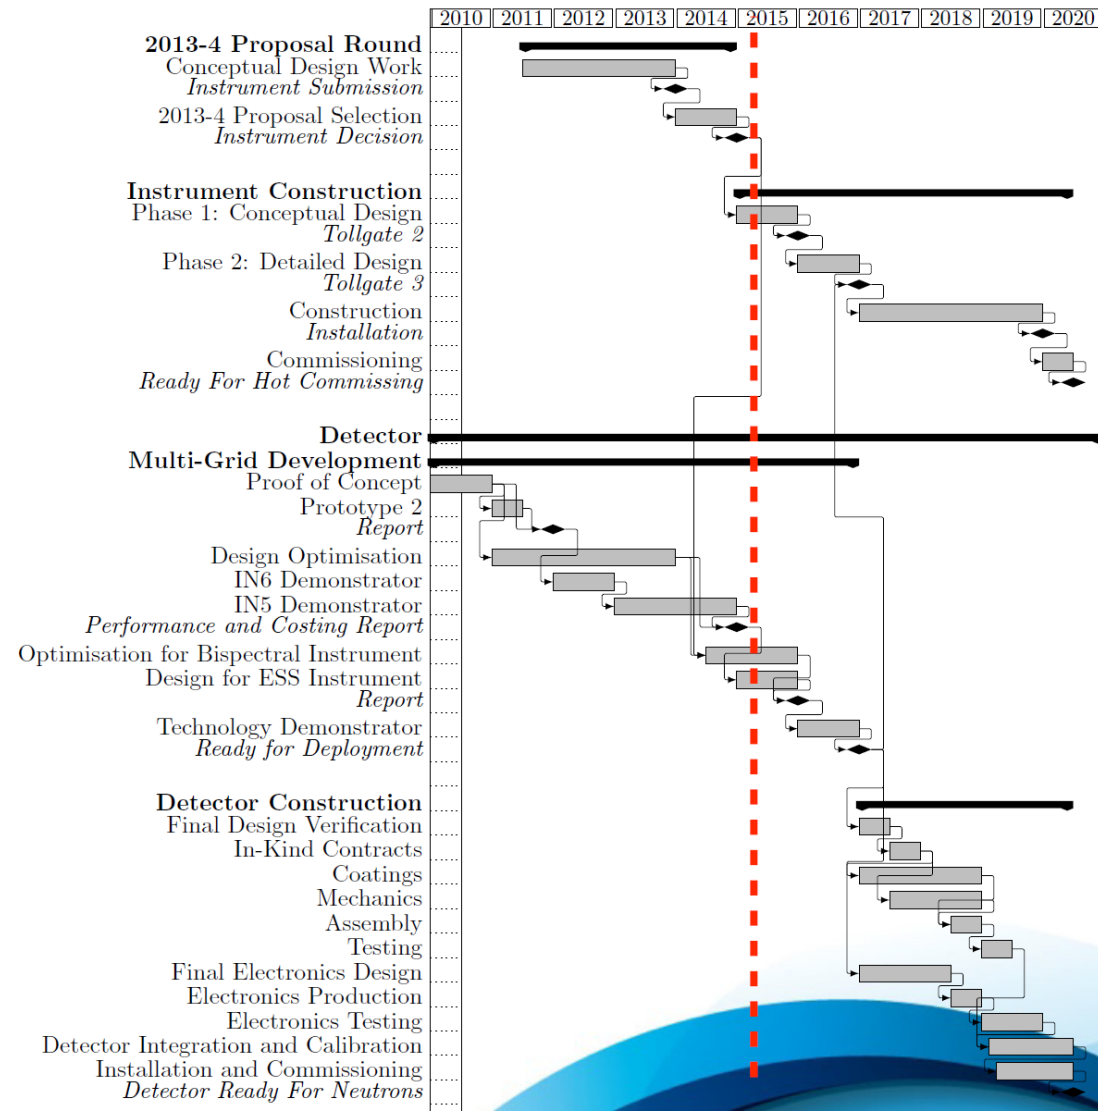 2010 2011 2012 2013 2014 2015 2016 2017 2018 2019 2020
2013-4 Proposal Round
Conceptual Design Work
Instrument Submission
2013-4 Proposal Selection
Instrument Decision
Instrument Construction
Phase 1: Conceptual Design
Tollgate 2
Phase 2: Detailed Design
Tollgate 3
Construction
Installation
Commissioning
Ready For Hot Commissing
Detector
Multi-Grid Development
Proof of Concept
Prototype 2
Report
Design Optimisation
IN6 Demonstrator
IN5 Demonstrator
Performance and Costing Report
Optimisation for Bispectral Instrument
Design for ESS Instrument
Report
Technology Demonstrator
Ready for Deployment
Detector Construction
Final Design Verification
In-Kind Contracts
Coatings
Mechanics
Assembly
Testing
Final Electronics Design
Electronics Production
Electronics Testing
Detector Integration and Calibration
Installation and Commissioning
Detector Ready For Neutrons